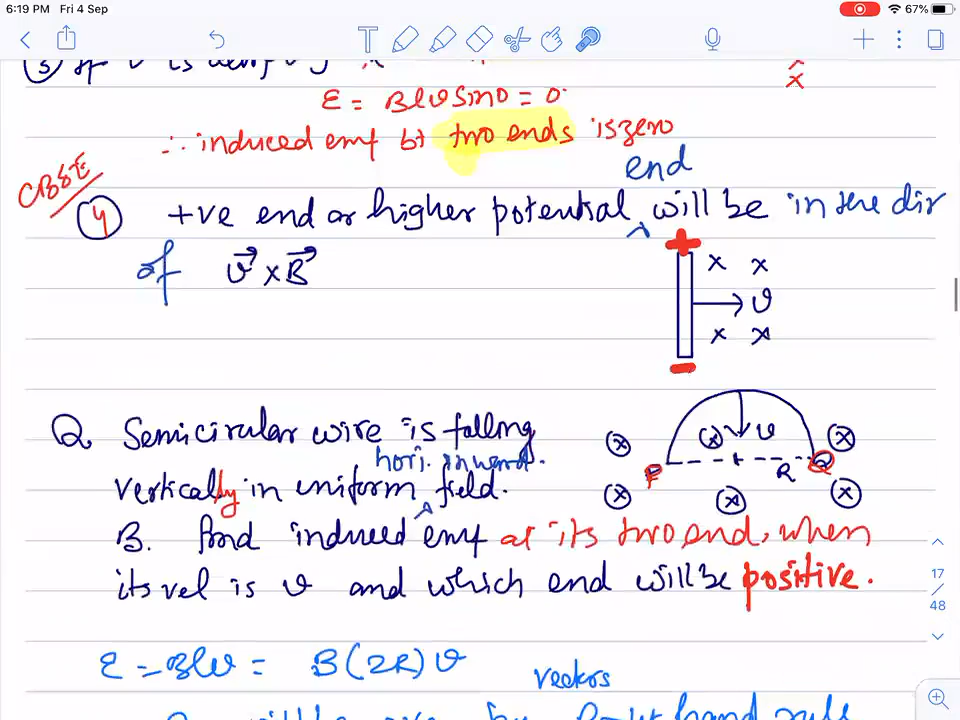 6:19 PM Fri 4 Sep
67%
ε = Blv Sin0 = 0
∴ induced emf bt two ends is zero
CBSE
end
4 +ve end or higher potential will be in the dir
of v⃗ × B⃗
+
x x
v
x x
−
Q. Semicircular wire is falling
hori. inward.
vertically in uniform field.
B. find induced emf at its two end, when
its vel is v and which end will be positive.
v
P
Q
R
ε = Blv = B(2R)v
vectors
17
/
48